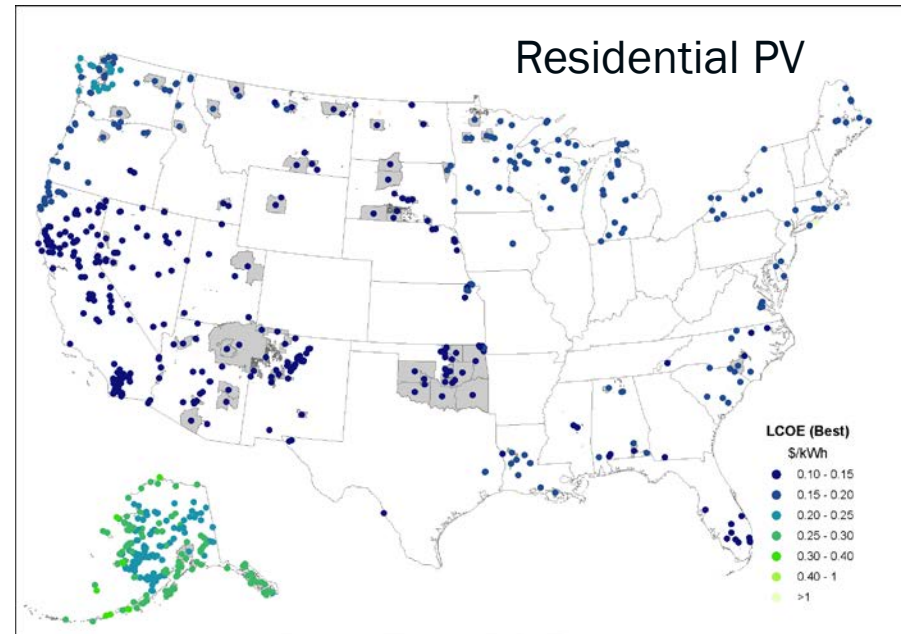 Residential PV
LCOE (Best)
$/kWh
0.10 - 0.15
0.15 - 0.20
0.20 - 0.25
0.25 - 0.30
0.30 - 0.40
0.40 - 1
>1